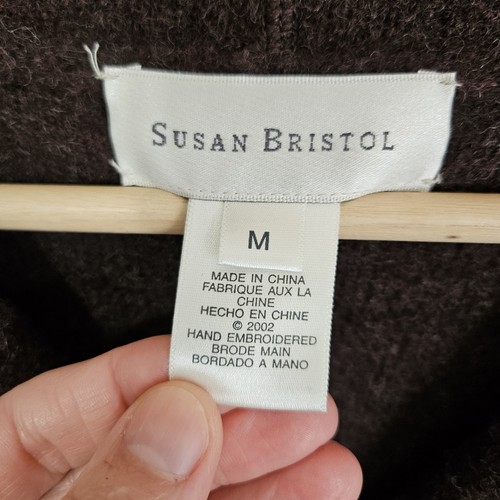 SUSAN BRISTOL
M
MADE IN CHINA
FABRIQUE AUX LA
CHINE
HECHO EN CHINE
© 2002
HAND EMBROIDERED
BRODE MAIN
BORDADO A MANO